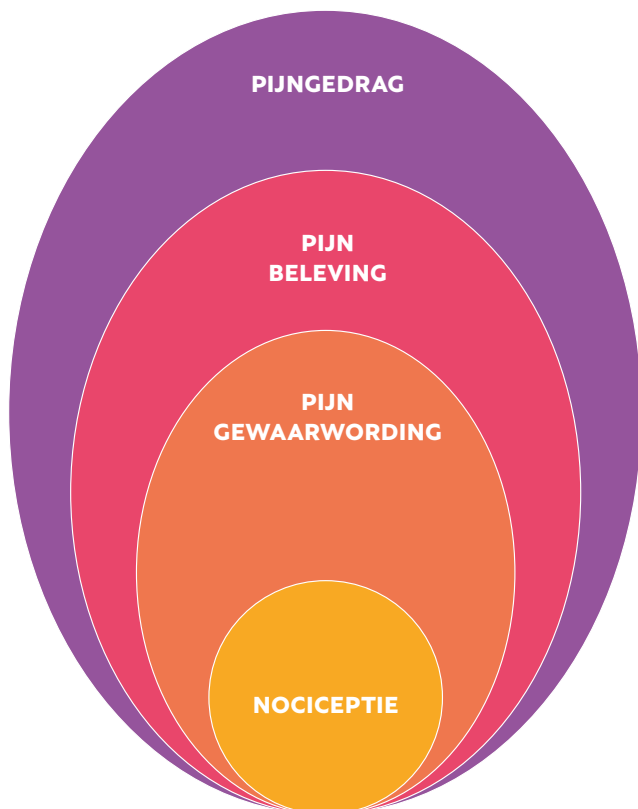 PIJNGEDRAG
PIJN
BELEVING
PIJN
GEWAARWORDING
NOCICEPTIE